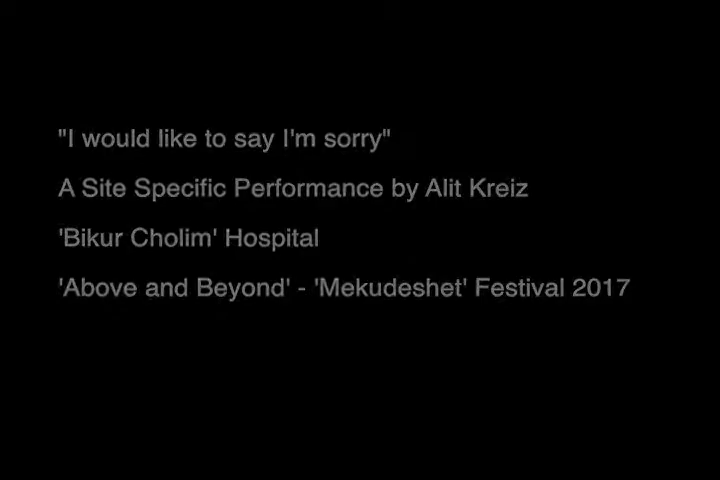 "I would like to say I'm sorry"
A Site Specific Performance by Alit Kreiz
'Bikur Cholim' Hospital
'Above and Beyond' - 'Mekudeshet' Festival 2017